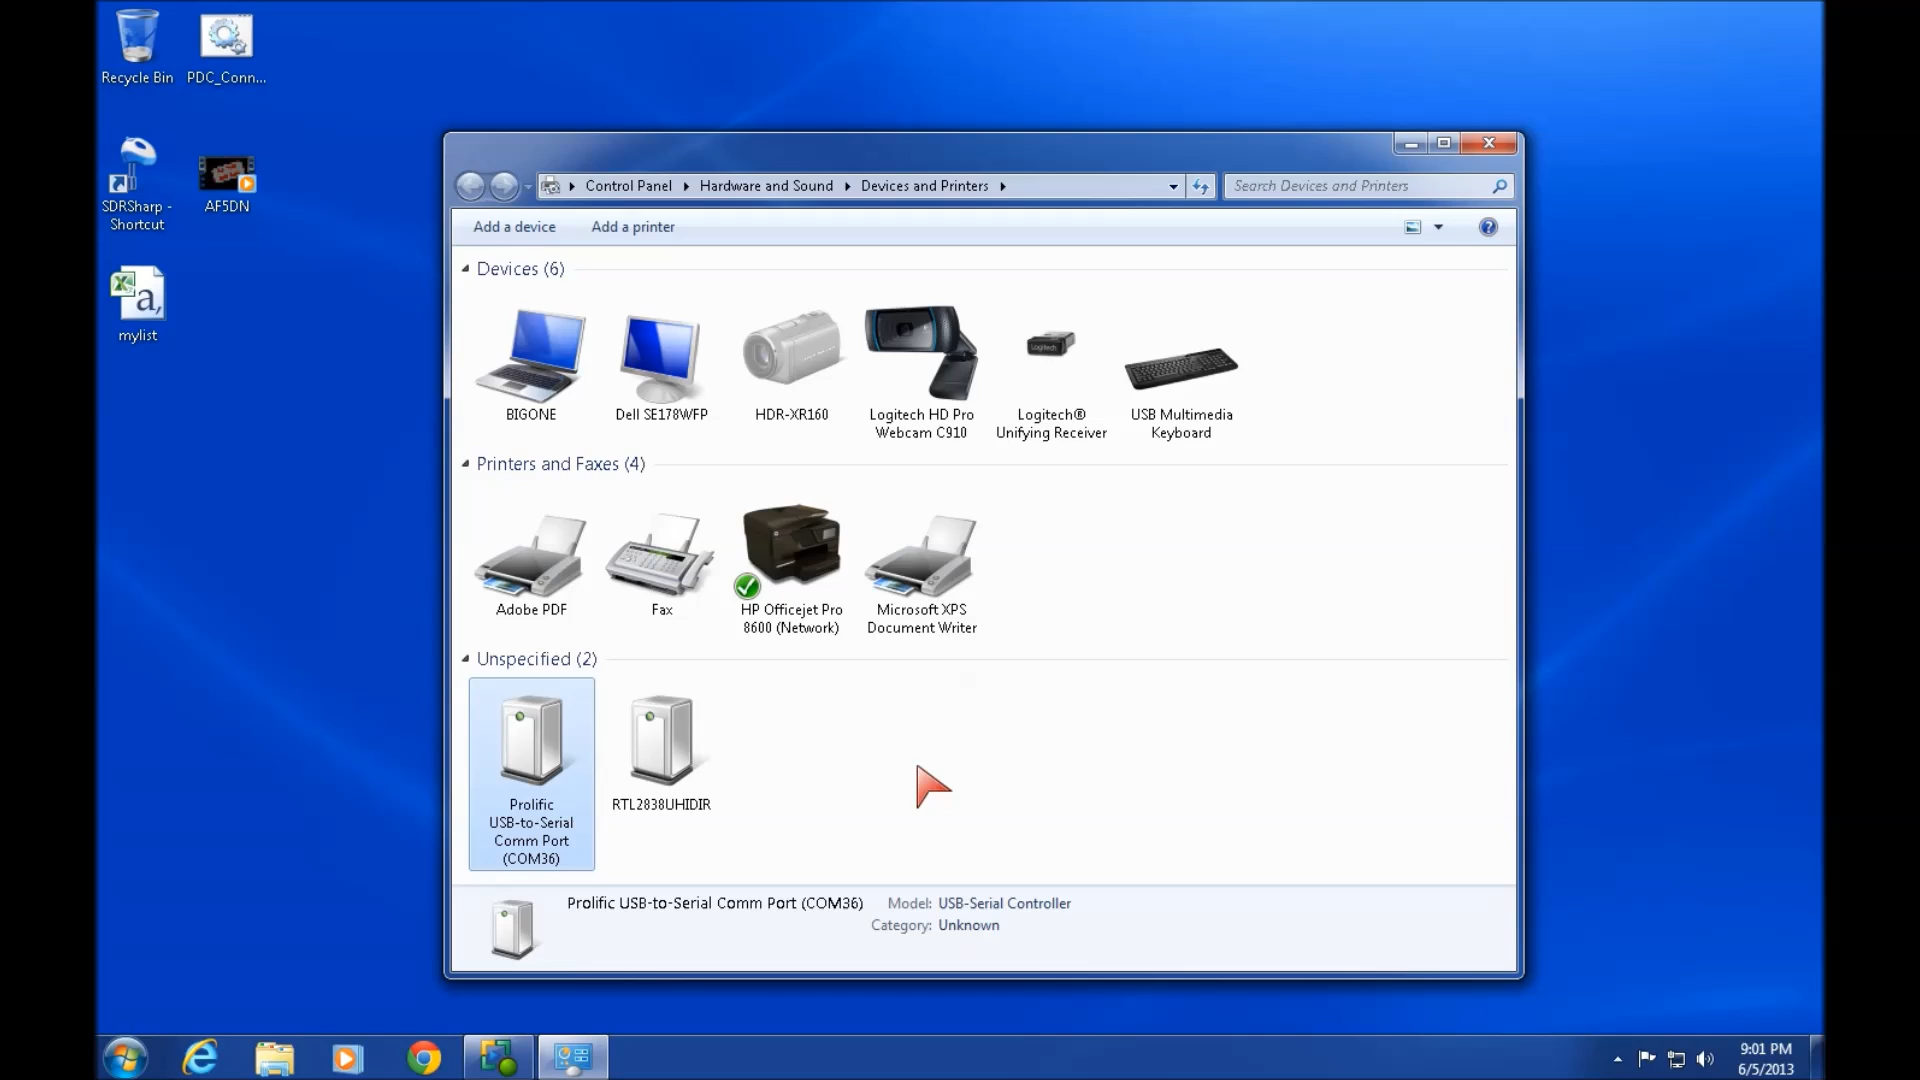 Recycle Bin
PDC_Conn...
SDRSharp -
Shortcut
AF5DN
a,
mylist
Control Panel
Hardware and Sound
Devices and Printers
Search Devices and Printers
Add a device
Add a printer
Devices (6)
BIGONE
Dell SE178WFP
HDR-XR160
Logitech HD Pro
Webcam C910
Logitech
Logitech®
Unifying Receiver
USB Multimedia
Keyboard
Printers and Faxes (4)
Adobe PDF
Fax
HP Officejet Pro
8600 (Network)
Microsoft XPS
Document Writer
Unspecified (2)
Prolific
USB-to-Serial
Comm Port
(COM36)
RTL2838UHIDIR
Prolific USB-to-Serial Comm Port (COM36)
Model: USB-Serial Controller
Category: Unknown
9:01 PM
6/5/2013